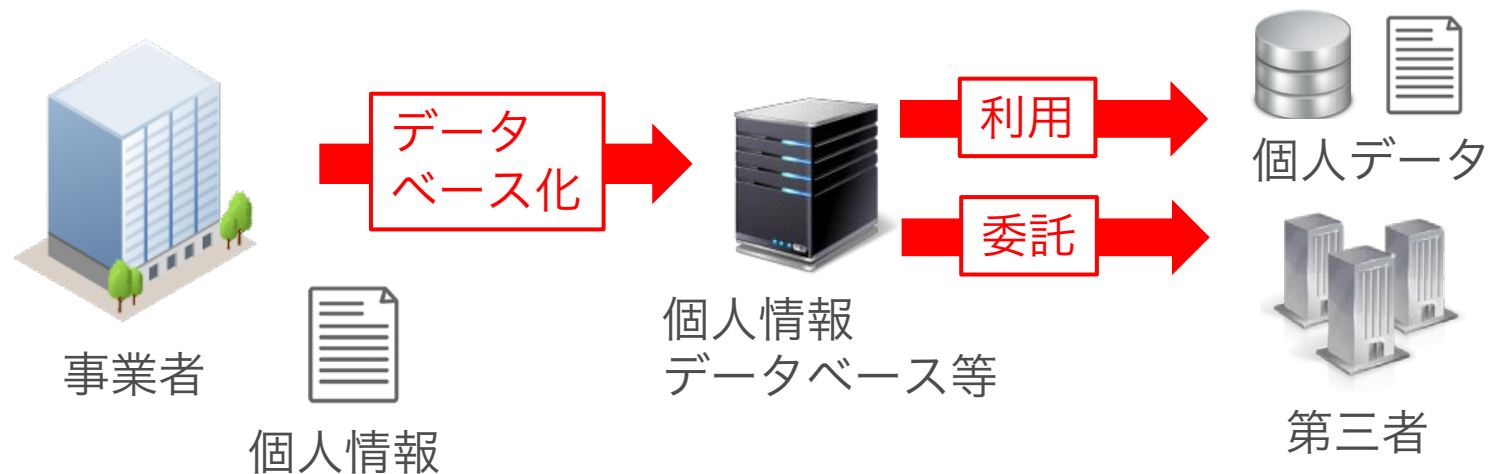 事業者
個人情報
データ
ベース化
個人情報
データベース等
利用
委託
個人データ
第三者